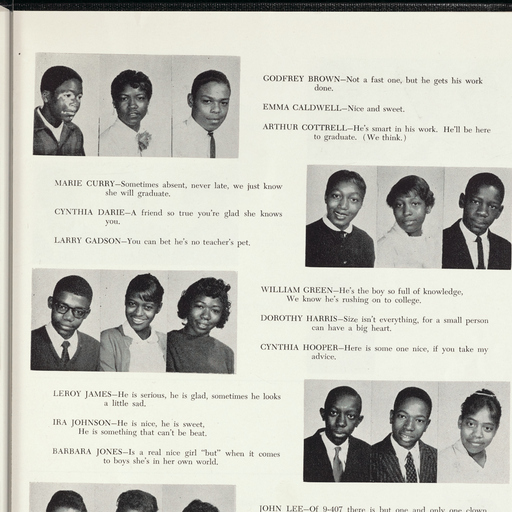 GODFREY BROWN—Not a fast one, but he gets his work
done.
EMMA CALDWELL—Nice and sweet.
ARTHUR COTTRELL—He's smart in his work. He'll be here
to graduate. (We think.)
MARIE CURRY—Sometimes absent, never late, we just know
she will graduate.
CYNTHIA DARIE—A friend so true you're glad she knows
you.
LARRY GADSON—You can bet he's no teacher's pet.
WILLIAM GREEN—He's the boy so full of knowledge,
We know he's rushing on to college.
DOROTHY HARRIS—Size isn't everything, for a small person
can have a big heart.
CYNTHIA HOOPER—Here is some one nice, if you take my
advice.
LEROY JAMES—He is serious, he is glad, sometimes he looks
a little sad.
IRA JOHNSON—He is nice, he is sweet,
He is something that can't be beat.
BARBARA JONES—Is a real nice girl "but" when it comes
to boys she's in her own world.
JOHN LEE—Of 9-407 there is but one and only one clown